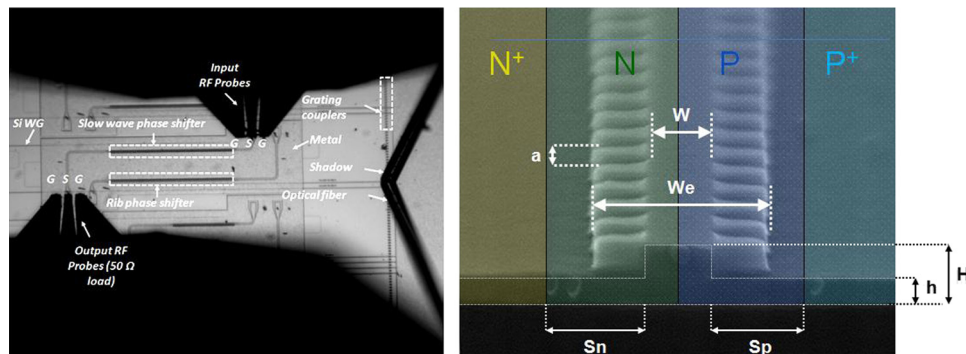 Input
RF Probes
Grating
couplers
Si WG
Slow wave phase shifter
G S G
Metal
Shadow
G S G
Rib phase shifter
Optical fiber
Output RF
Probes (50 Ω
load)
N+ N P P+
W
a
We
H
h
Sn Sp